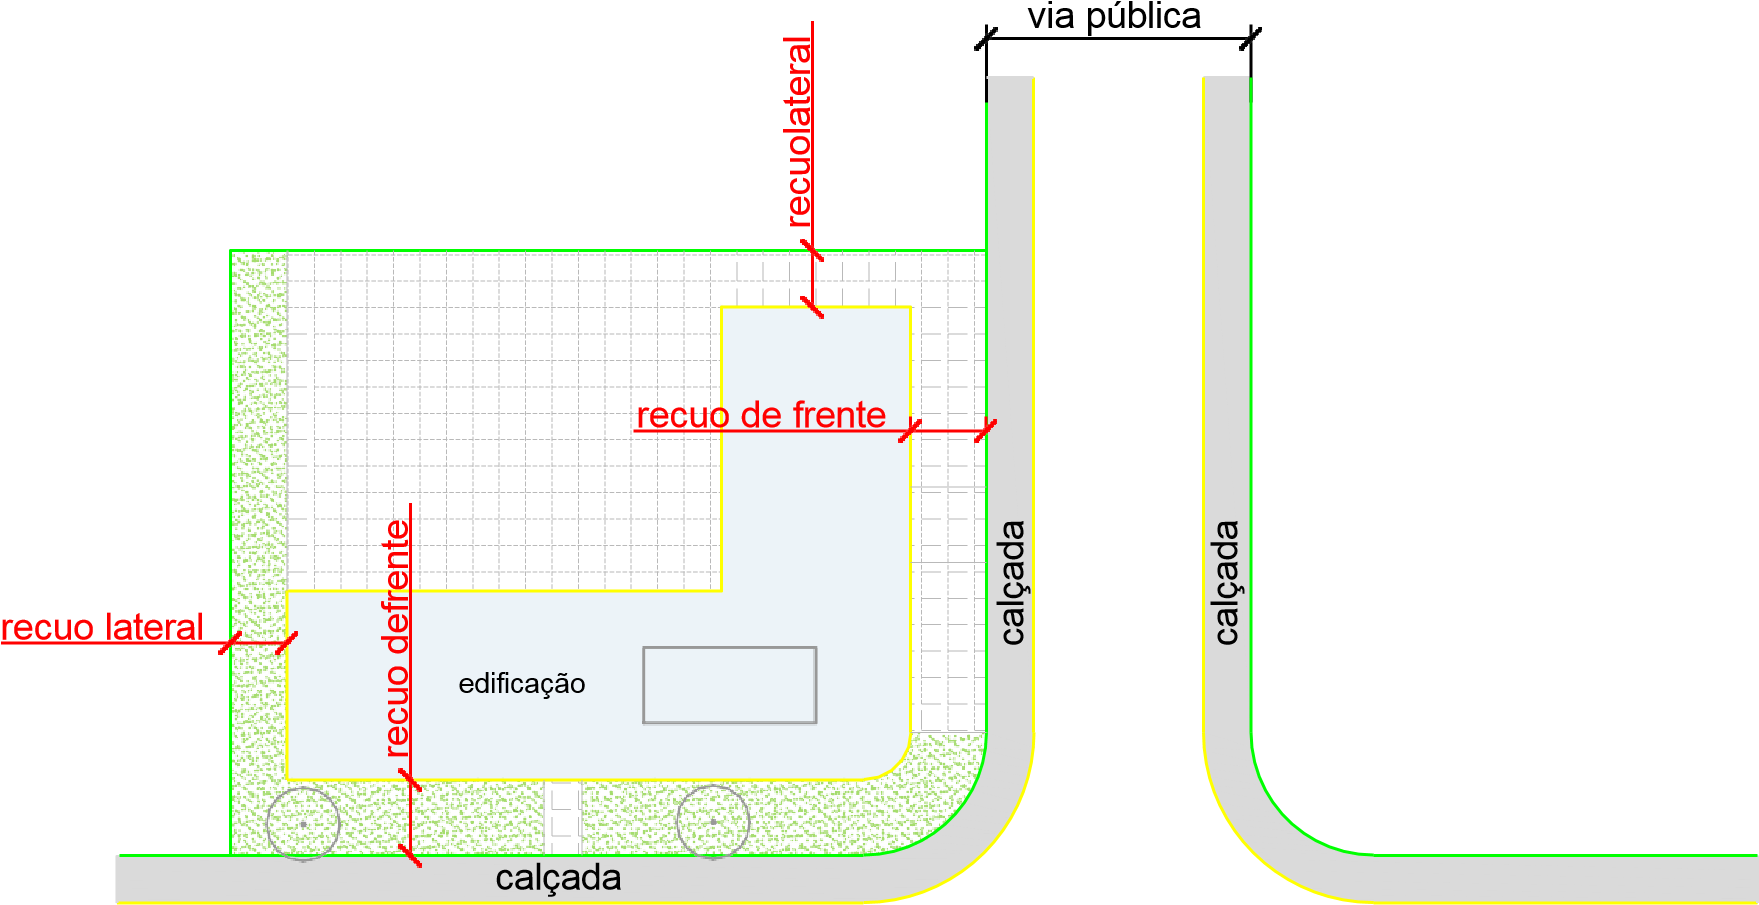 via pública
recuolateral
recuo de frente
recuo defrente
calçada
calçada
recuo lateral
edificação
calçada